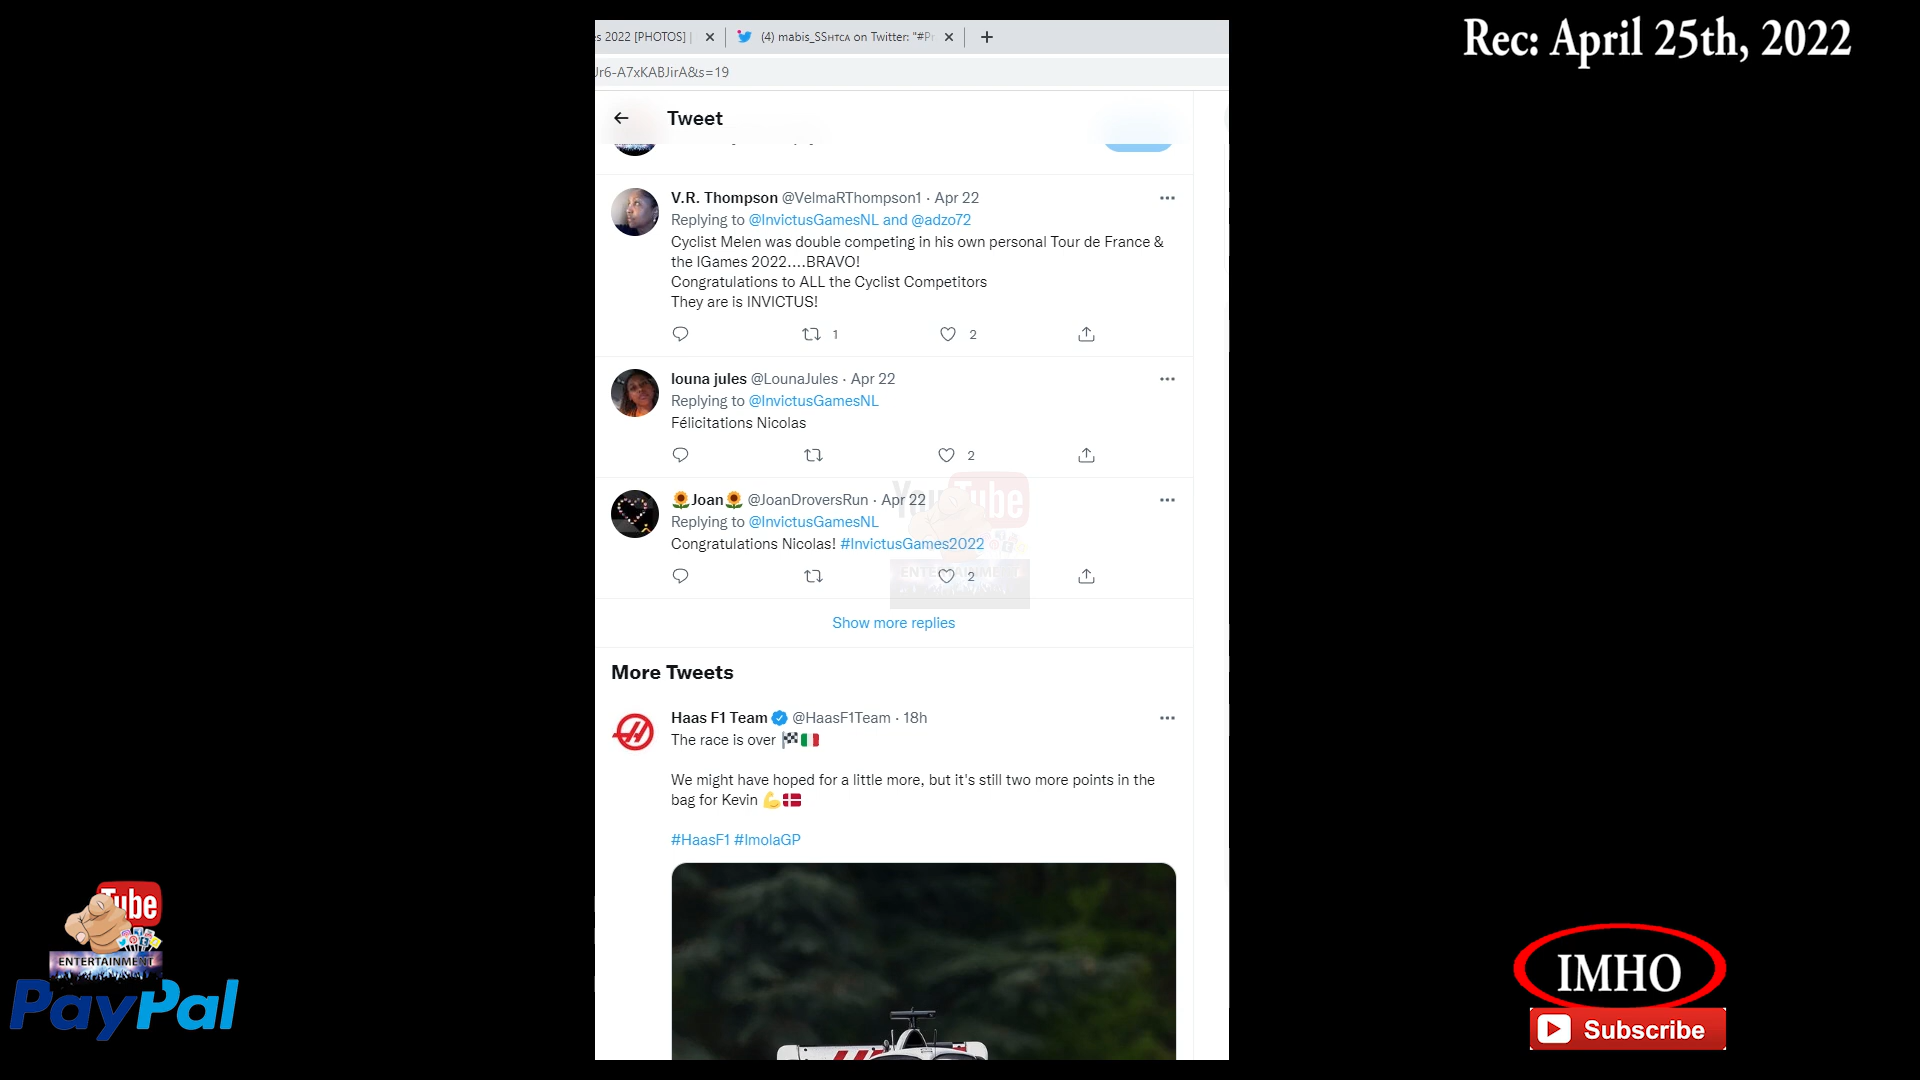 Rec: April 25th, 2022
s 2022 [PHOTOS] |
(4) mabis_SSHTCA on Twitter: "#Pr
Jr6-A7xKABJirA&s=19
Tweet
V.R. Thompson @VelmaRThompson1 · Apr 22
Replying to @InvictusGamesNL and @adzo72
Cyclist Melen was double competing in his own personal Tour de France &
the IGames 2022....BRAVO!
Congratulations to ALL the Cyclist Competitors
They are is INVICTUS!
1
2
louna jules @LounaJules · Apr 22
Replying to @InvictusGamesNL
Félicitations Nicolas
2
Joan @JoanDroversRun · Apr 22
Replying to @InvictusGamesNL
Congratulations Nicolas! #InvictusGames2022
2
YouTube
ENTERTAINMENT
Show more replies
More Tweets
Haas F1 Team @HaasF1Team · 18h
The race is over
We might have hoped for a little more, but it's still two more points in the
bag for Kevin
#HaasF1 #ImolaGP
Tube
ENTERTAINMENT
PayPal
IMHO
Subscribe